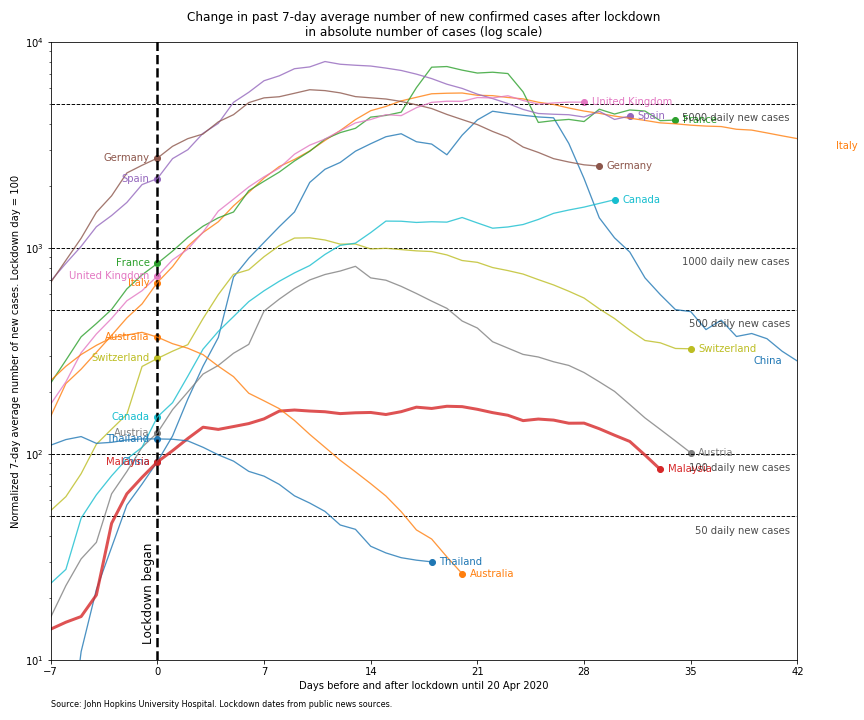 Change in past 7-day average number of new confirmed cases after lockdown
in absolute number of cases (log scale)
Normalized 7-day average number of new cases. Lockdown day = 100
10⁴
10³
10²
10¹
United Kingdom
Spain
France
5000 daily new cases
Italy
Germany
Germany
Spain
Canada
France
1000 daily new cases
United Kingdom
Italy
500 daily new cases
Australia
Switzerland
Switzerland
China
Canada
Austria
Thailand
Austria
Malaysia
China
Malaysia
100 daily new cases
50 daily new cases
Thailand
Australia
Lockdown began
−7 0 7 14 21 28 35 42
Days before and after lockdown until 20 Apr 2020
Source: John Hopkins University Hospital. Lockdown dates from public news sources.